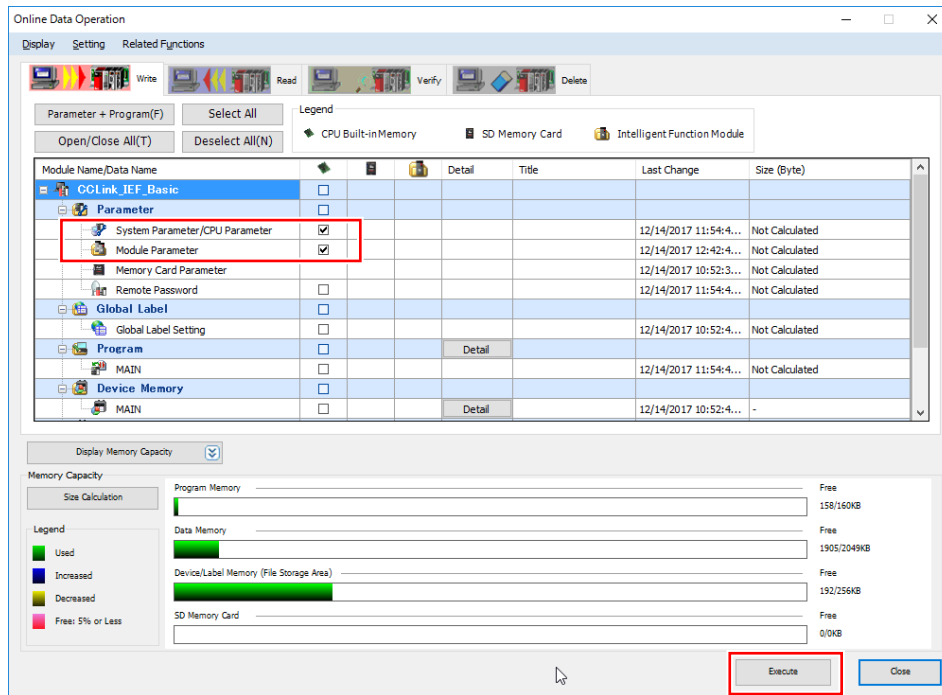 Online Data Operation
Display Setting Related Functions
Write Read Verify Delete
Parameter + Program(F) Select All Legend
Open/Close All(T) Deselect All(N) CPU Built-in Memory SD Memory Card Intelligent Function Module
Module Name/Data Name Detail Title Last Change Size (Byte)
CCLink_IEF_Basic
Parameter
System Parameter/CPU Parameter 12/14/2017 11:54:4... Not Calculated
Module Parameter 12/14/2017 12:42:4... Not Calculated
Memory Card Parameter 12/14/2017 10:52:3... Not Calculated
Remote Password 12/14/2017 11:54:4... Not Calculated
Global Label
Global Label Setting 12/14/2017 10:52:4... Not Calculated
Program Detail
MAIN 12/14/2017 11:54:4... Not Calculated
Device Memory
MAIN Detail 12/14/2017 10:52:4... -
Display Memory Capacity
Memory Capacity
Size Calculation
Program Memory Free
158/160KB
Legend
Data Memory Free
Used
1905/2049KB
Increased
Device/Label Memory (File Storage Area) Free
Decreased
192/256KB
Free: 5% or Less
SD Memory Card Free
0/0KB
Execute Close